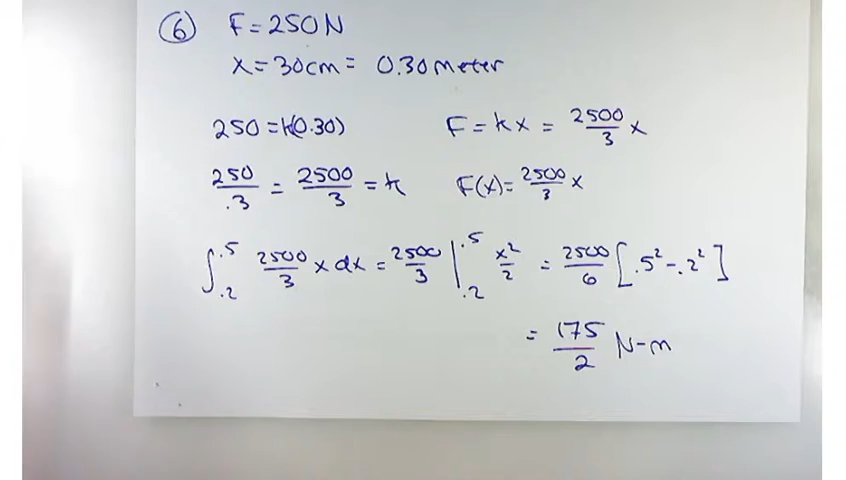 6 F = 250N
x = 30cm = 0.30 meter
250 = k(0.30) F = kx = 2500/3 x
250/.3 = 2500/3 = k F(x) = 2500/3 x
∫.2^.5 2500/3 x dx = 2500/3 |.2^.5 x²/2 = 2500/6 [.5² - .2²]
= 175/2 N-m